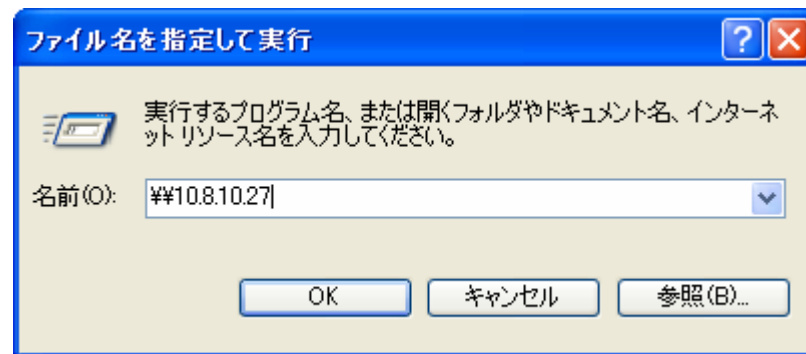 ファイル名を指定して実行
?
実行するプログラム名、または開くフォルダやドキュメント名、インターネ
ット リソース名を入力してください。
名前(O): ¥¥10.8.10.27
OK キャンセル 参照(B)...